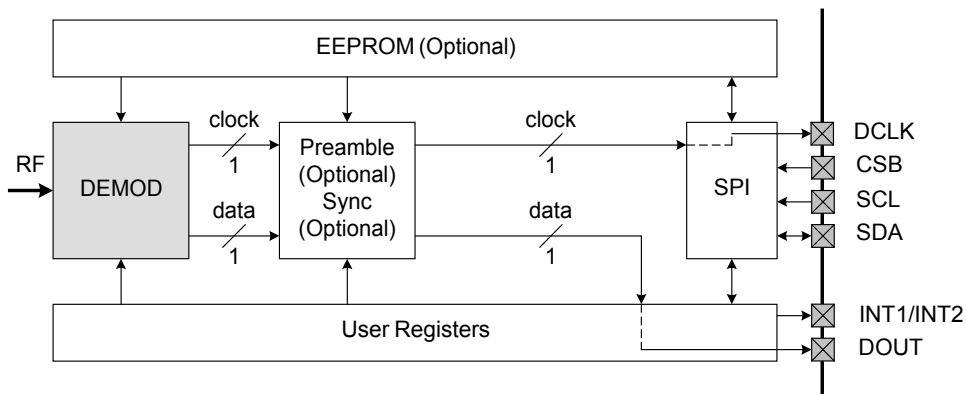 EEPROM (Optional)
RF
DEMOD
clock
1
data
1
Preamble
(Optional)
Sync
(Optional)
clock
1
data
1
SPI
DCLK
CSB
SCL
SDA
User Registers
INT1/INT2
DOUT